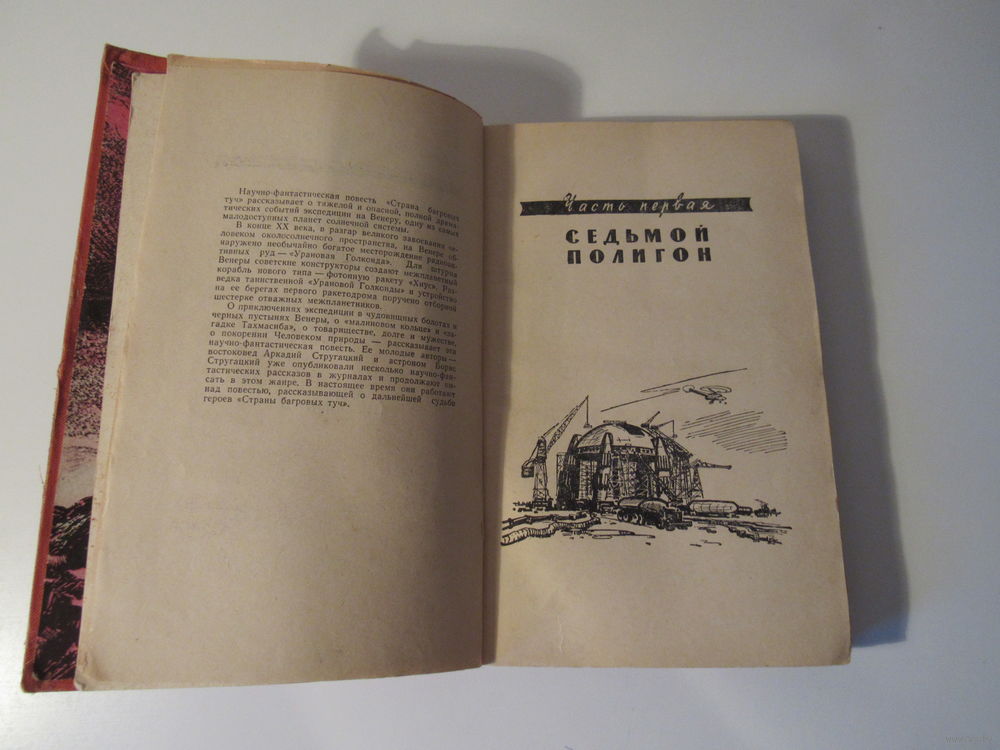 Научно-фантастическая повесть «Страна багровых
туч» рассказывает о тяжелой и опасной, полной драма-
тических событий экспедиции на Венеру, одну из самых
малодоступных планет солнечной системы.
В конце XX века, в разгар великого завоевания че-
ловеком околосолнечного пространства, на Венере об-
наружено необычайно богатое месторождение радиоак-
тивных руд — «Урановая Голконда». Для штурма
Венеры советские конструкторы создают межпланетный
корабль нового типа — фотонную ракету «Хиус». Раз-
ведка таинственной «Урановой Голконды» и устройство
на ее берегах первого ракетодрома поручено отборной
шестерке отважных межпланетников.
О приключениях экспедиции в чудовищных болотах и
черных пустынях Венеры, о «малиновом кольце» и «за-
гадке Тахмасиба», о товариществе, долге и мужестве,
о покорении Человеком природы — рассказывает эта
научно-фантастическая повесть. Ее молодые авторы —
востоковед Аркадий Стругацкий и астроном Борис
Стругацкий уже опубликовали несколько научно-фан-
тастических рассказов в журналах и продолжают пи-
сать в этом жанре. В настоящее время они работают
над повестью, рассказывающей о дальнейшей судьбе
героев «Страны багровых туч».
Часть первая
СЕДЬМОЙ
ПОЛИГОН